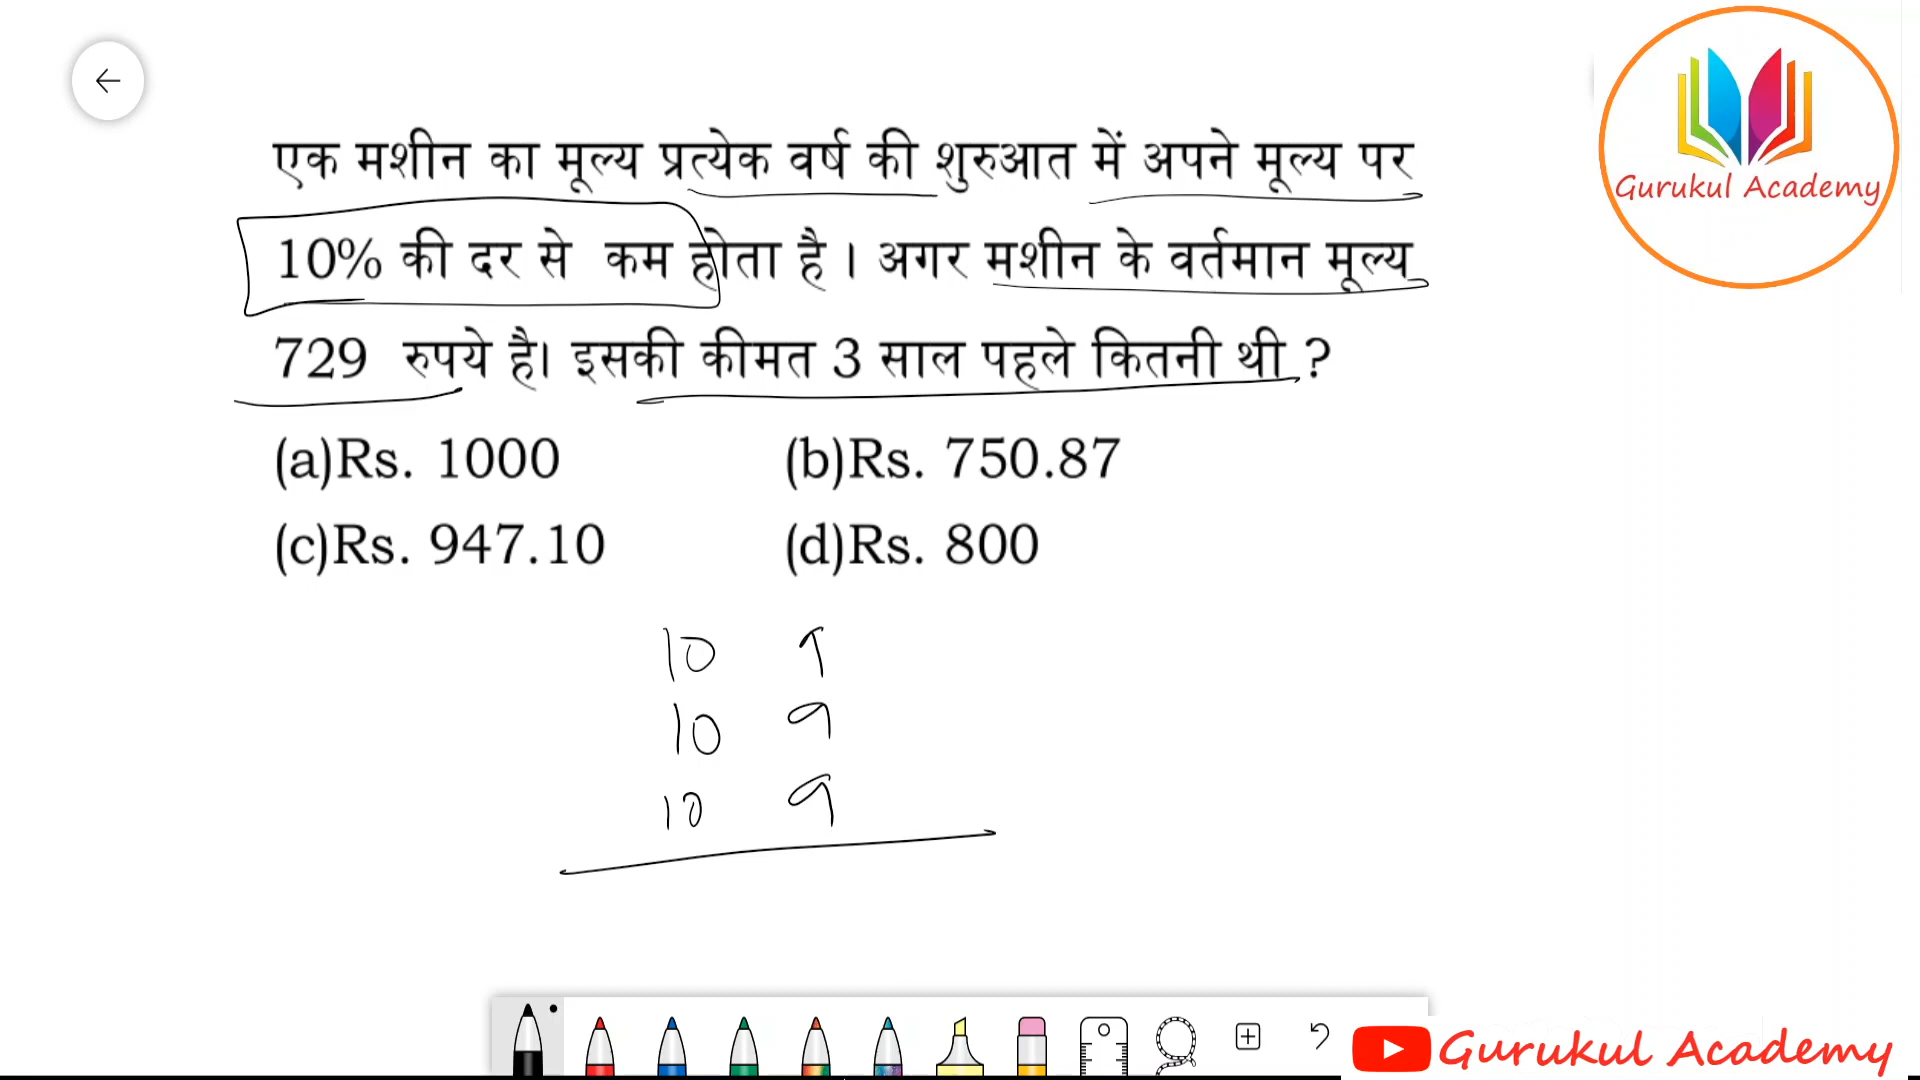 एक मशीन का मूल्य प्रत्येक वर्ष की शुरुआत में अपने मूल्य पर
10% की दर से कम होता है। अगर मशीन के वर्तमान मूल्य
729 रुपये है। इसकी कीमत 3 साल पहले कितनी थी ?
(a)Rs. 1000 (b)Rs. 750.87
(c)Rs. 947.10 (d)Rs. 800
10 9
10 9
10 9
Gurukul Academy
Gurukul Academy